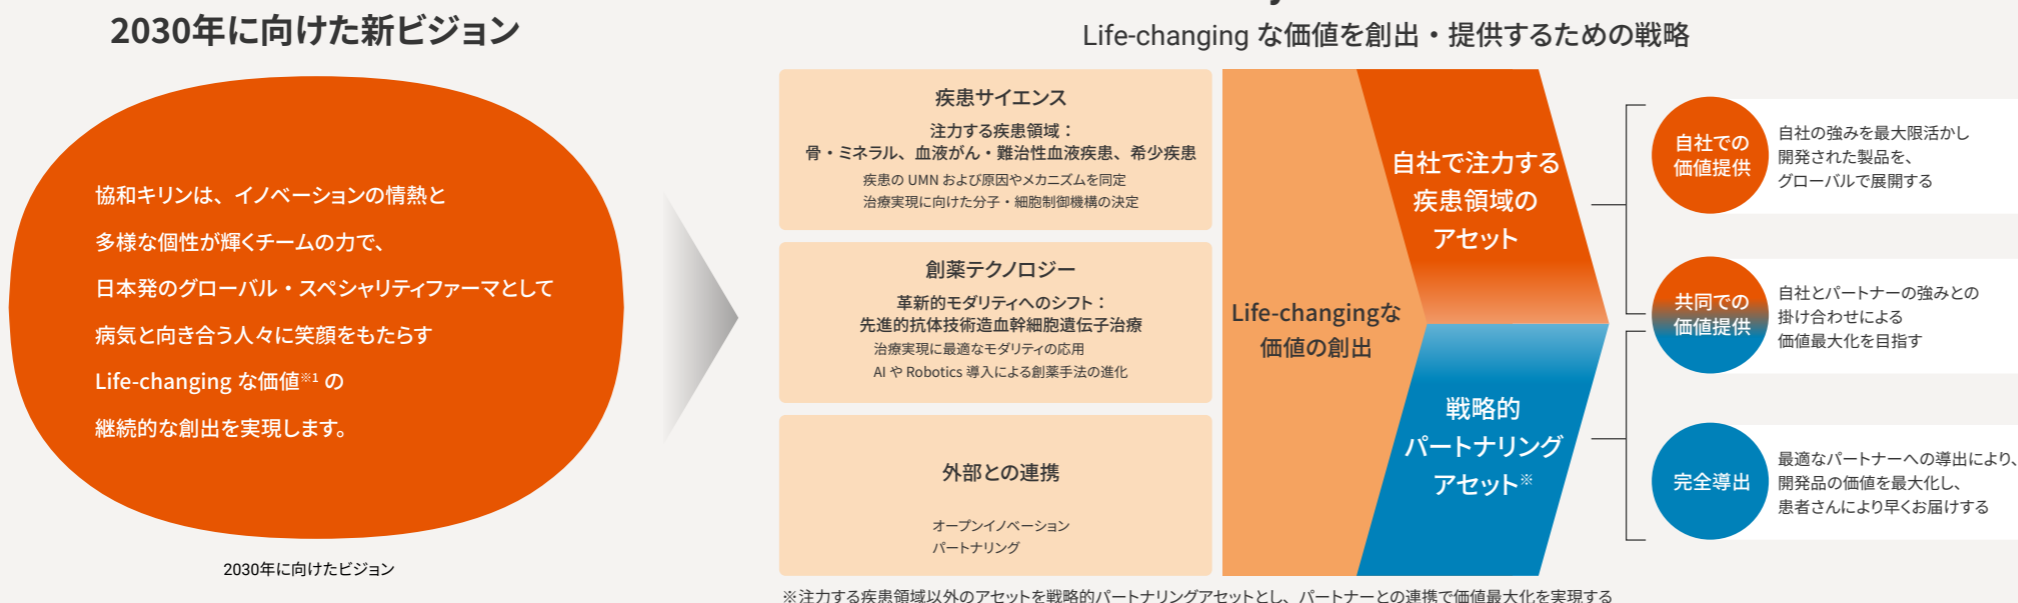 2030年に向けた新ビジョン
協和キリンは、イノベーションの情熱と
多様な個性が輝くチームの力で、
日本発のグローバル・スペシャリティファーマとして
病気と向き合う人々に笑顔をもたらす
Life-changing な価値※1 の
継続的な創出を実現します。
2030年に向けたビジョン
Life-changing な価値を創出・提供するための戦略
疾患サイエンス
注力する疾患領域：
骨・ミネラル、血液がん・難治性血液疾患、希少疾患
疾患の UMN および原因やメカニズムを同定
治療実現に向けた分子・細胞制御機構の決定
創薬テクノロジー
革新的モダリティへのシフト：
先進的抗体技術造血幹細胞遺伝子治療
治療実現に最適なモダリティの応用
AI や Robotics 導入による創薬手法の進化
外部との連携
オープンイノベーション
パートナリング
Life-changingな
価値の創出
自社で注力する
疾患領域の
アセット
戦略的
パートナリング
アセット※
自社での
価値提供
自社の強みを最大限活かし
開発された製品を、
グローバルで展開する
共同での
価値提供
自社とパートナーの強みとの
掛け合わせによる
価値最大化を目指す
完全導出
最適なパートナーへの導出により、
開発品の価値を最大化し、
患者さんにより早くお届けする
※注力する疾患領域以外のアセットを戦略的パートナリングアセットとし、パートナーとの連携で価値最大化を実現する